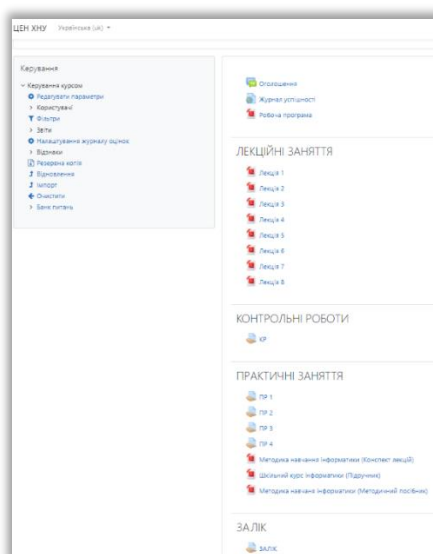 ЦЕН ХНУ Українська (uk)
Керування
Керування курсом
Редагувати параметри
Користувачі
Фільтри
Звіти
Налаштування журналу оцінок
Відзнаки
Резервна копія
Відновлення
Імпорт
Очистити
Банк питань
Оголошення
Журнал успішності
Робоча програма
ЛЕКЦІЙНІ ЗАНЯТТЯ
Лекція 1
Лекція 2
Лекція 3
Лекція 4
Лекція 5
Лекція 6
Лекція 7
Лекція 8
КОНТРОЛЬНІ РОБОТИ
КР
ПРАКТИЧНІ ЗАНЯТТЯ
ПР 1
ПР 2
ПР 3
ПР 4
Методика навчання інформатики (Конспект лекцій)
Шкільний курс інформатики (Підручник)
Методика навчане інформатики (Методичний посібник)
ЗАЛІК
ЗАЛІК